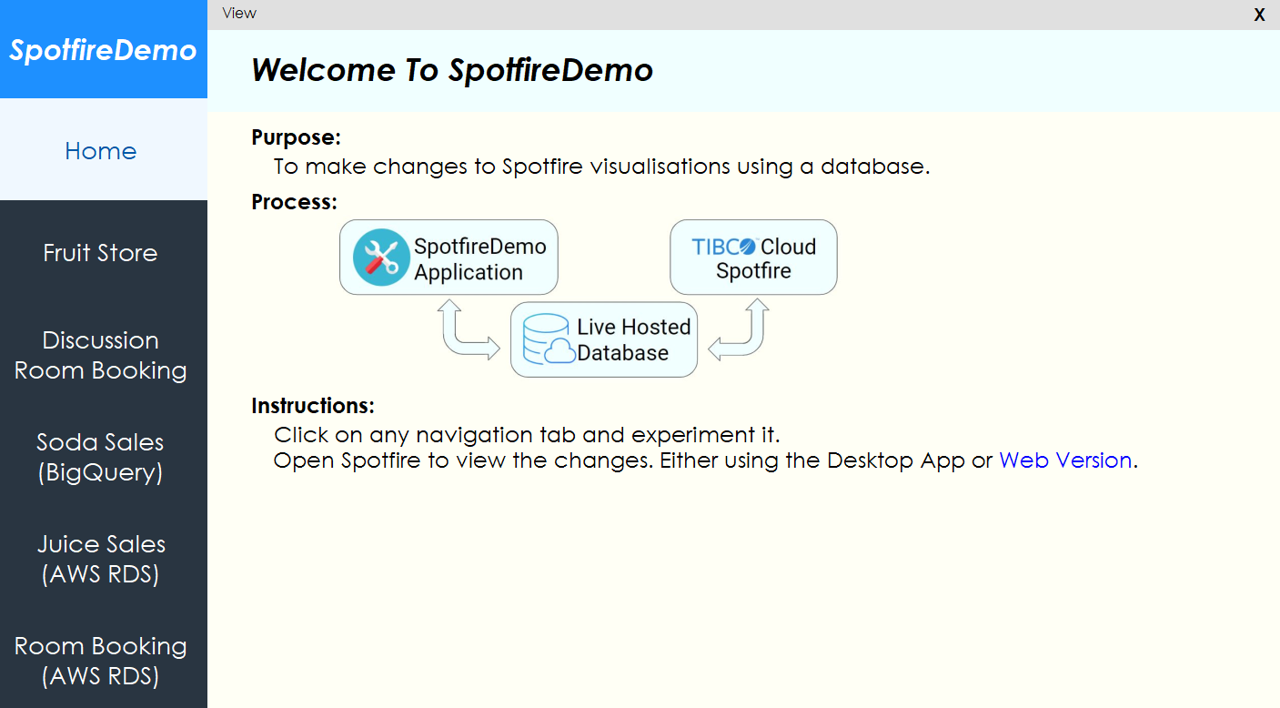 View
X
SpotfireDemo
Welcome To SpotfireDemo
Home
Fruit Store
Discussion
Room Booking
Soda Sales
(BigQuery)
Juice Sales
(AWS RDS)
Room Booking
(AWS RDS)
Purpose:
To make changes to Spotfire visualisations using a database.
Process:
SpotfireDemo
Application
TIBCO Cloud
Spotfire
Live Hosted
Database
Instructions:
Click on any navigation tab and experiment it.
Open Spotfire to view the changes. Either using the Desktop App or Web Version.